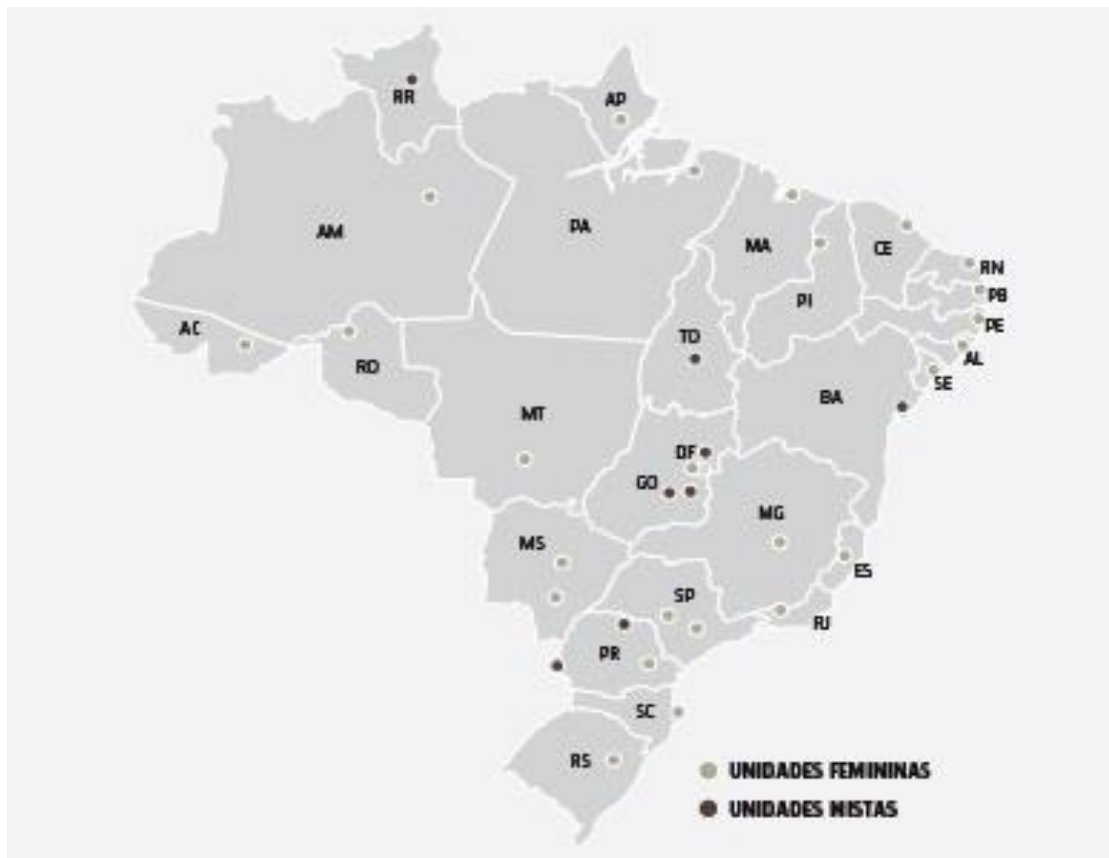 RR
AP
AM
PA
MA
CE
RN
PI
PB
PE
AC
TO
AL
RO
SE
BA
MT
DF
GO
MG
MS
ES
SP
RJ
PR
SC
RS
UNIDADES FEMININAS
UNIDADES MISTAS